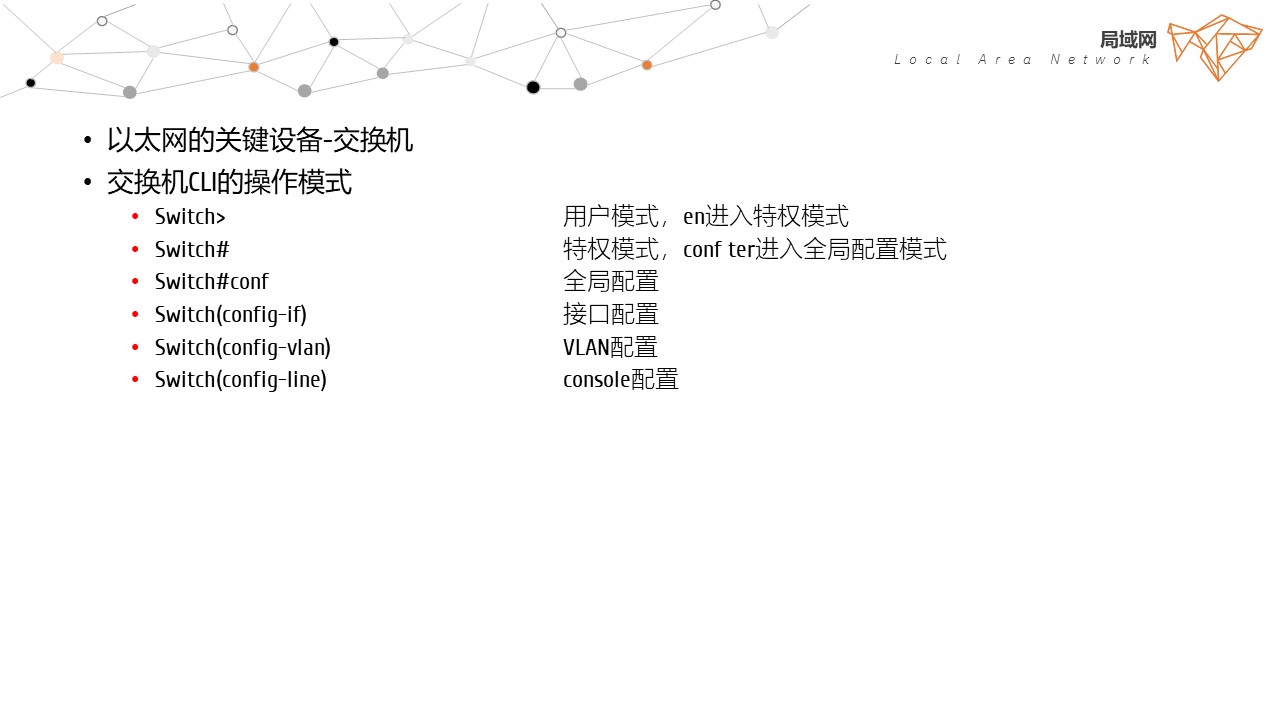 局域网
Local Area Network
• 以太网的关键设备-交换机
• 交换机CLI的操作模式
• Switch> 用户模式，en进入特权模式
• Switch# 特权模式，conf ter进入全局配置模式
• Switch#conf 全局配置
• Switch(config-if) 接口配置
• Switch(config-vlan) VLAN配置
• Switch(config-line) console配置